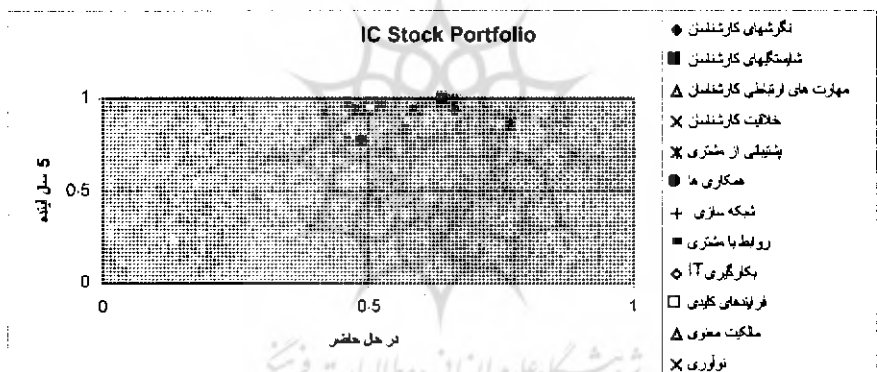 IC Stock Portfolio
1
0.5
0
5 سال آینده
0
0.5
1
در حال حاضر
نگرشهای کارشناسان
شایستگیهای کارشناسان
مهارت های ارتباطی کارشناسان
خلاقیت کارشناسان
پشتیبانی از مشتری
همکاری ها
شبکه سازی
روابط با مشتری
بکارگیری IT
فرایندهای کلیدی
مالکیت معنوی
نوآوری